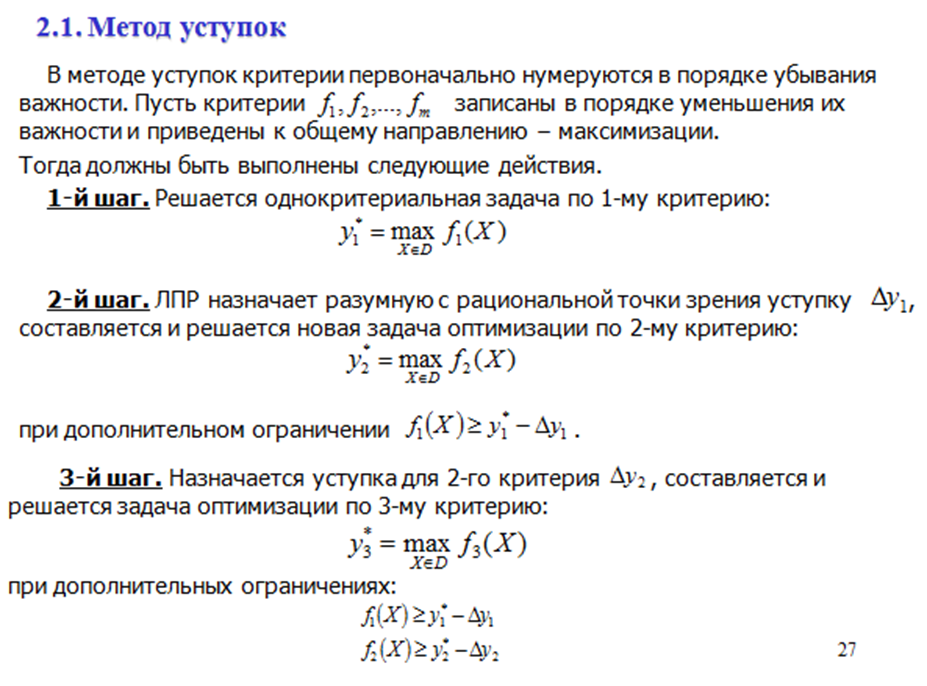 2.1. Метод уступок
В методе уступок критерии первоначально нумеруются в порядке убывания
важности. Пусть критерии f₁, f₂,..., fₘ записаны в порядке уменьшения их
важности и приведены к общему направлению – максимизации.
Тогда должны быть выполнены следующие действия.
1-й шаг. Решается однокритериальная задача по 1-му критерию:
y₁* = max f₁(X)
X∈D
2-й шаг. ЛПР назначает разумную с рациональной точки зрения уступку Δy₁,
составляется и решается новая задача оптимизации по 2-му критерию:
y₂* = max f₂(X)
X∈D
при дополнительном ограничении f₁(X) ≥ y₁* − Δy₁ .
3-й шаг. Назначается уступка для 2-го критерия Δy₂ , составляется и
решается задача оптимизации по 3-му критерию:
y₃* = max f₃(X)
X∈D
при дополнительных ограничениях:
f₁(X) ≥ y₁* − Δy₁
f₂(X) ≥ y₂* − Δy₂
27